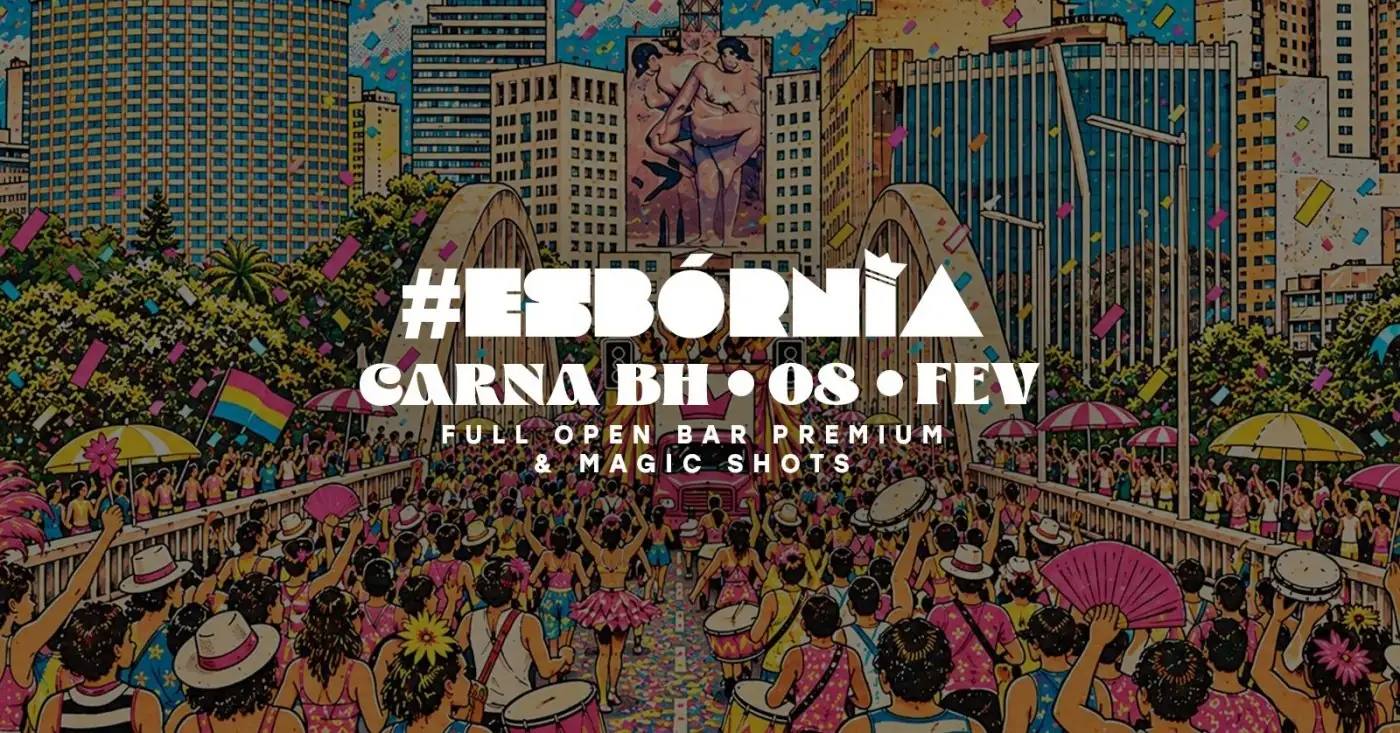 #ESBÓRNIA
CARNA BH • 08 • FEV
FULL OPEN BAR PREMIUM
& MAGIC SHOTS